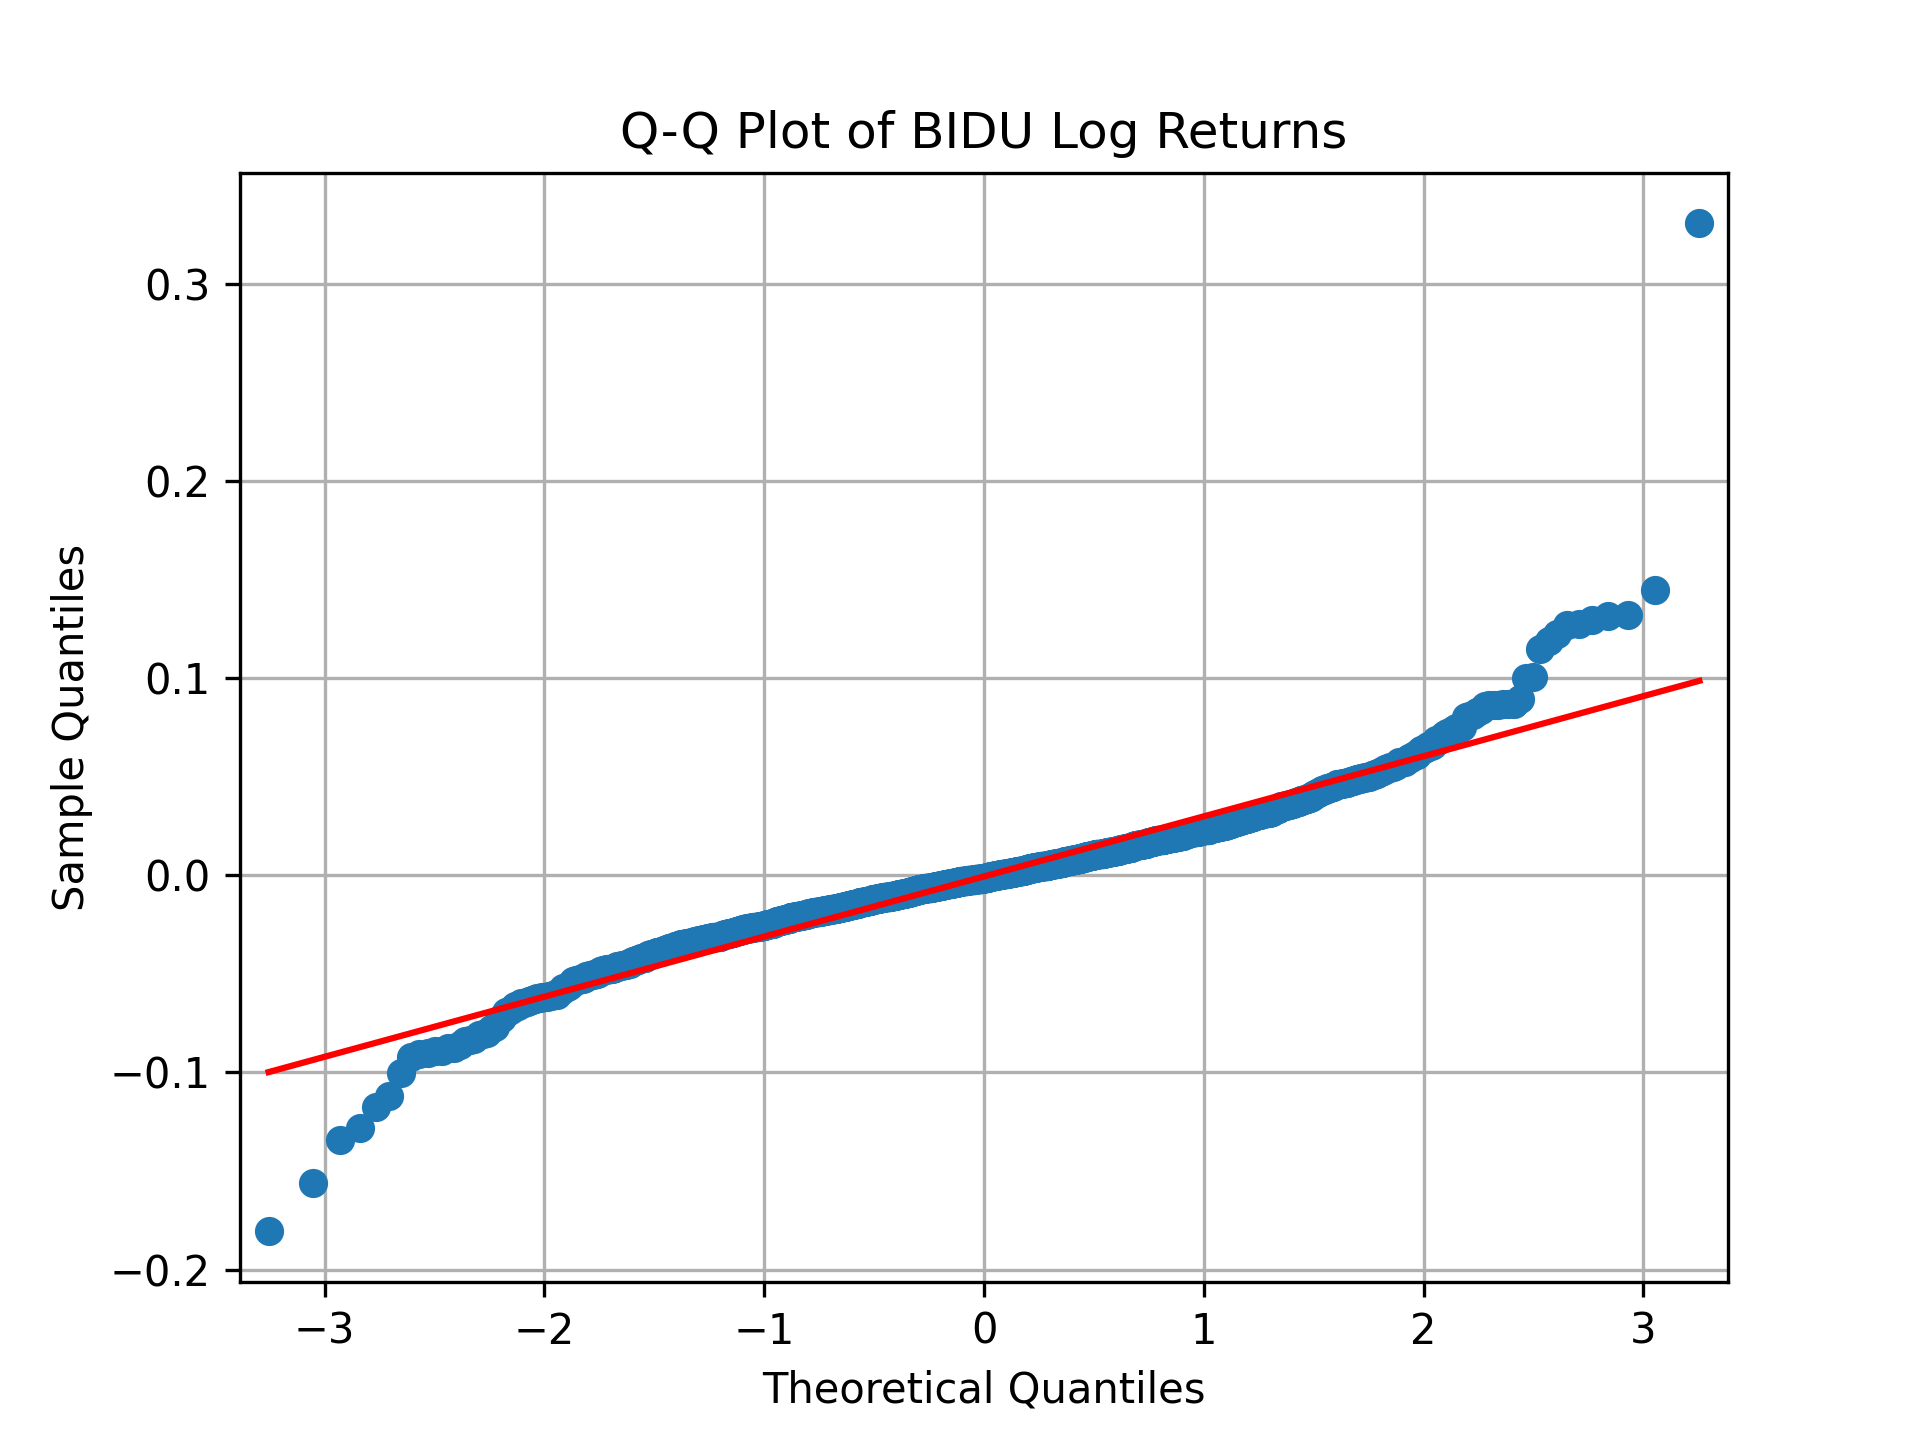 Q-Q Plot of BIDU Log Returns
0.3
0.2
0.1
0.0
−0.1
−0.2
Sample Quantiles
−3 −2 −1 0 1 2 3
Theoretical Quantiles